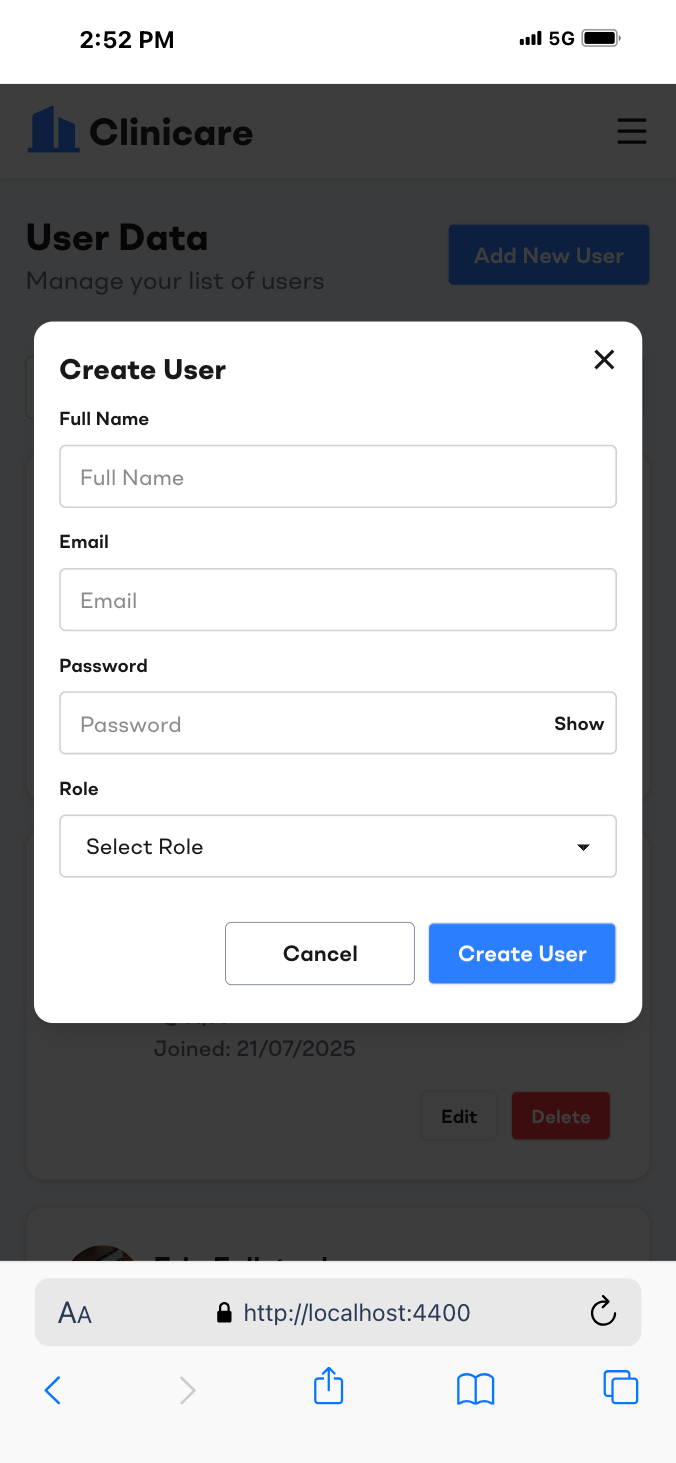 2:52 PM
5G
Clinicare
User Data
Add New User
Manage your list of users
Create User
Full Name
Full Name
Email
Email
Password
Password
Show
Role
Select Role
Cancel
Create User
Joined: 21/07/2025
Edit
Delete
AA
http://localhost:4400